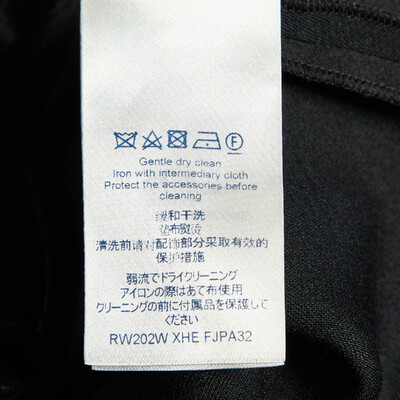 F
Gentle dry clean
Iron with intermediary cloth
Protect the accessories before
cleaning
缓和干洗
垫布熨烫
清洗前请对配饰部分采取有效的
保护措施
弱流でドライクリーニング
アイロンの際はあて布使用
クリーニングの前に付属品を保護して
ください
RW202W XHE FJPA32